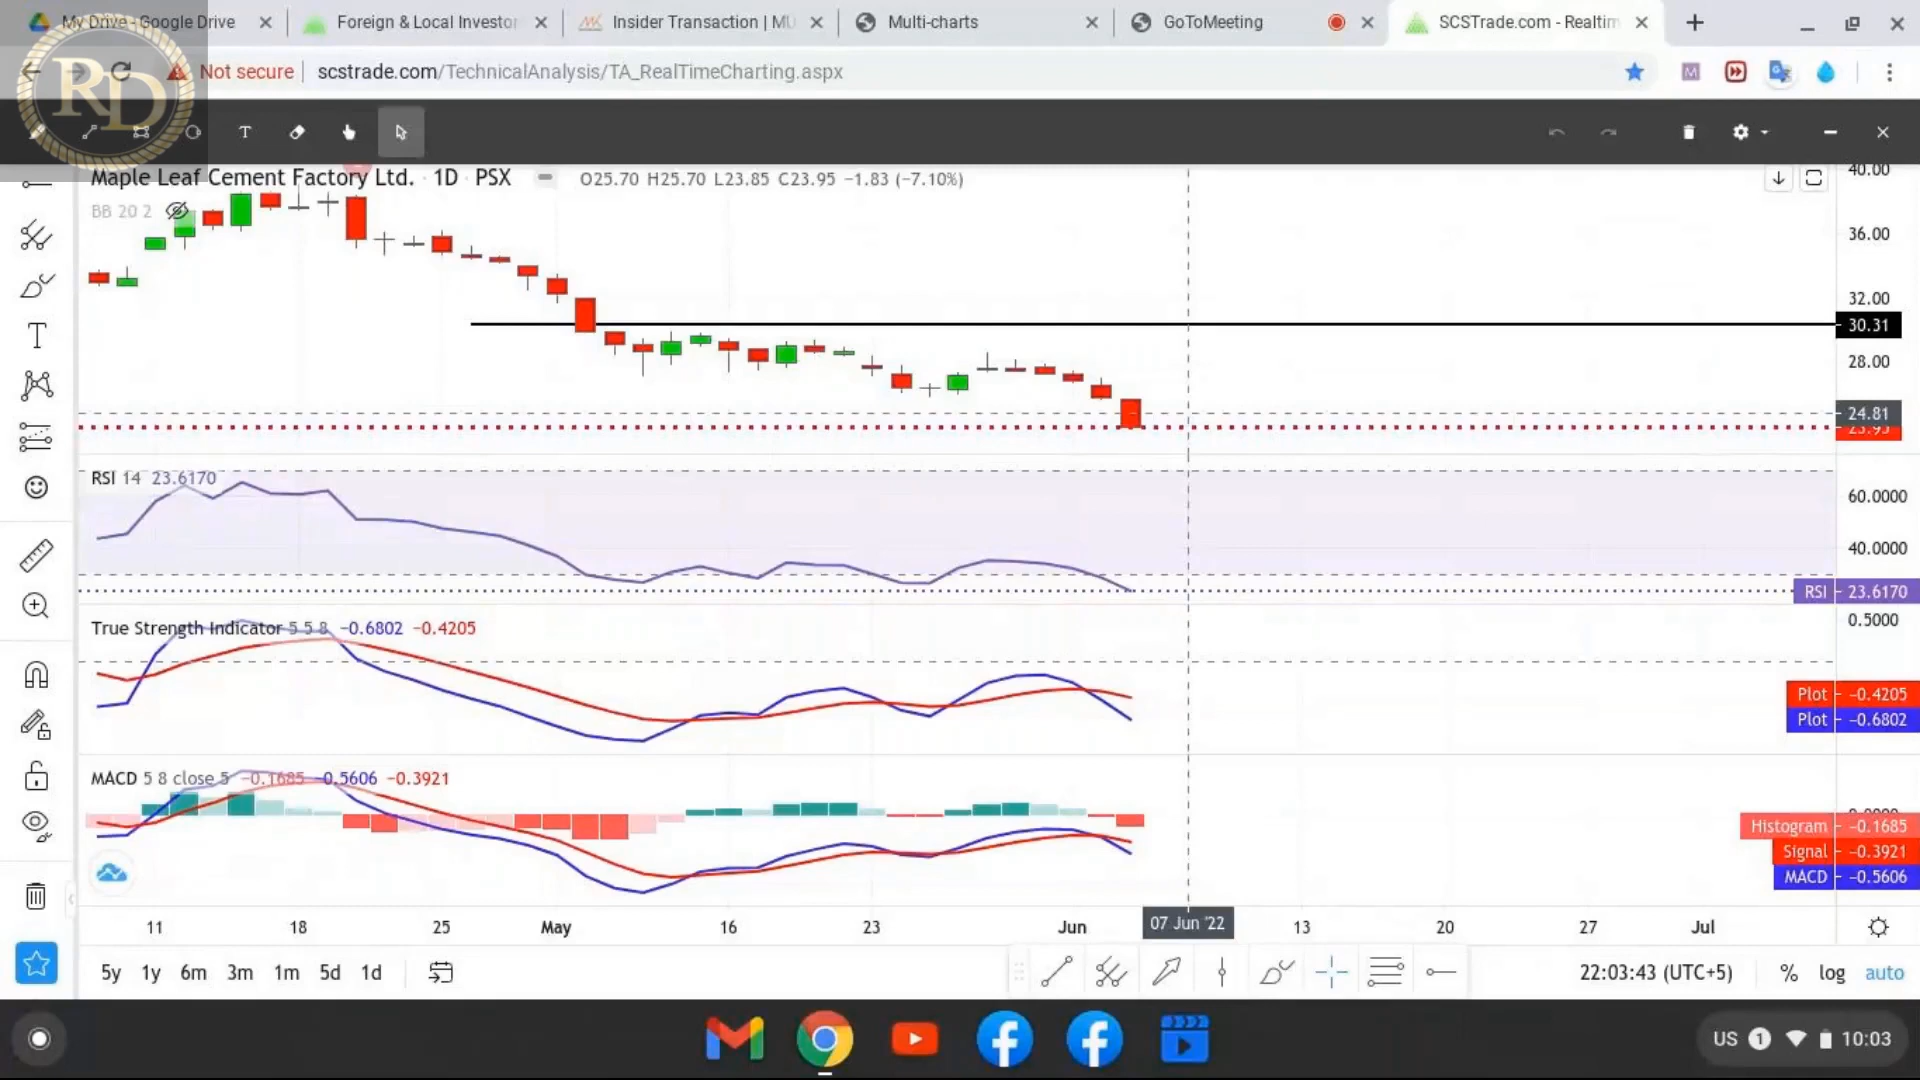 My Drive - Google Drive
Foreign & Local Investor
Insider Transaction | MU
Multi-charts
GoToMeeting
SCSTrade.com - Realtim
Not secure
scstrade.com/TechnicalAnalysis/TA_RealTimeCharting.aspx
RD
T
Maple Leaf Cement Factory Ltd. · 1D · PSX
O25.70 H25.70 L23.85 C23.95 −1.83 (−7.10%)
BB 20 2
40.00
36.00
32.00
30.31
28.00
24.81
23.95
RSI 14 23.6170
60.0000
40.0000
RSI 23.6170
True Strength Indicator 5 5 8 −0.6802 −0.4205
0.5000
Plot −0.4205
Plot −0.6802
MACD 5 8 close 5 −0.1685 −0.5606 −0.3921
0.0000
Histogram −0.1685
Signal −0.3921
MACD −0.5606
11 18 25 May 16 23 Jun 07 Jun '22 13 20 27 Jul
5y 1y 6m 3m 1m 5d 1d
22:03:43 (UTC+5) % log auto
US 1 10:03